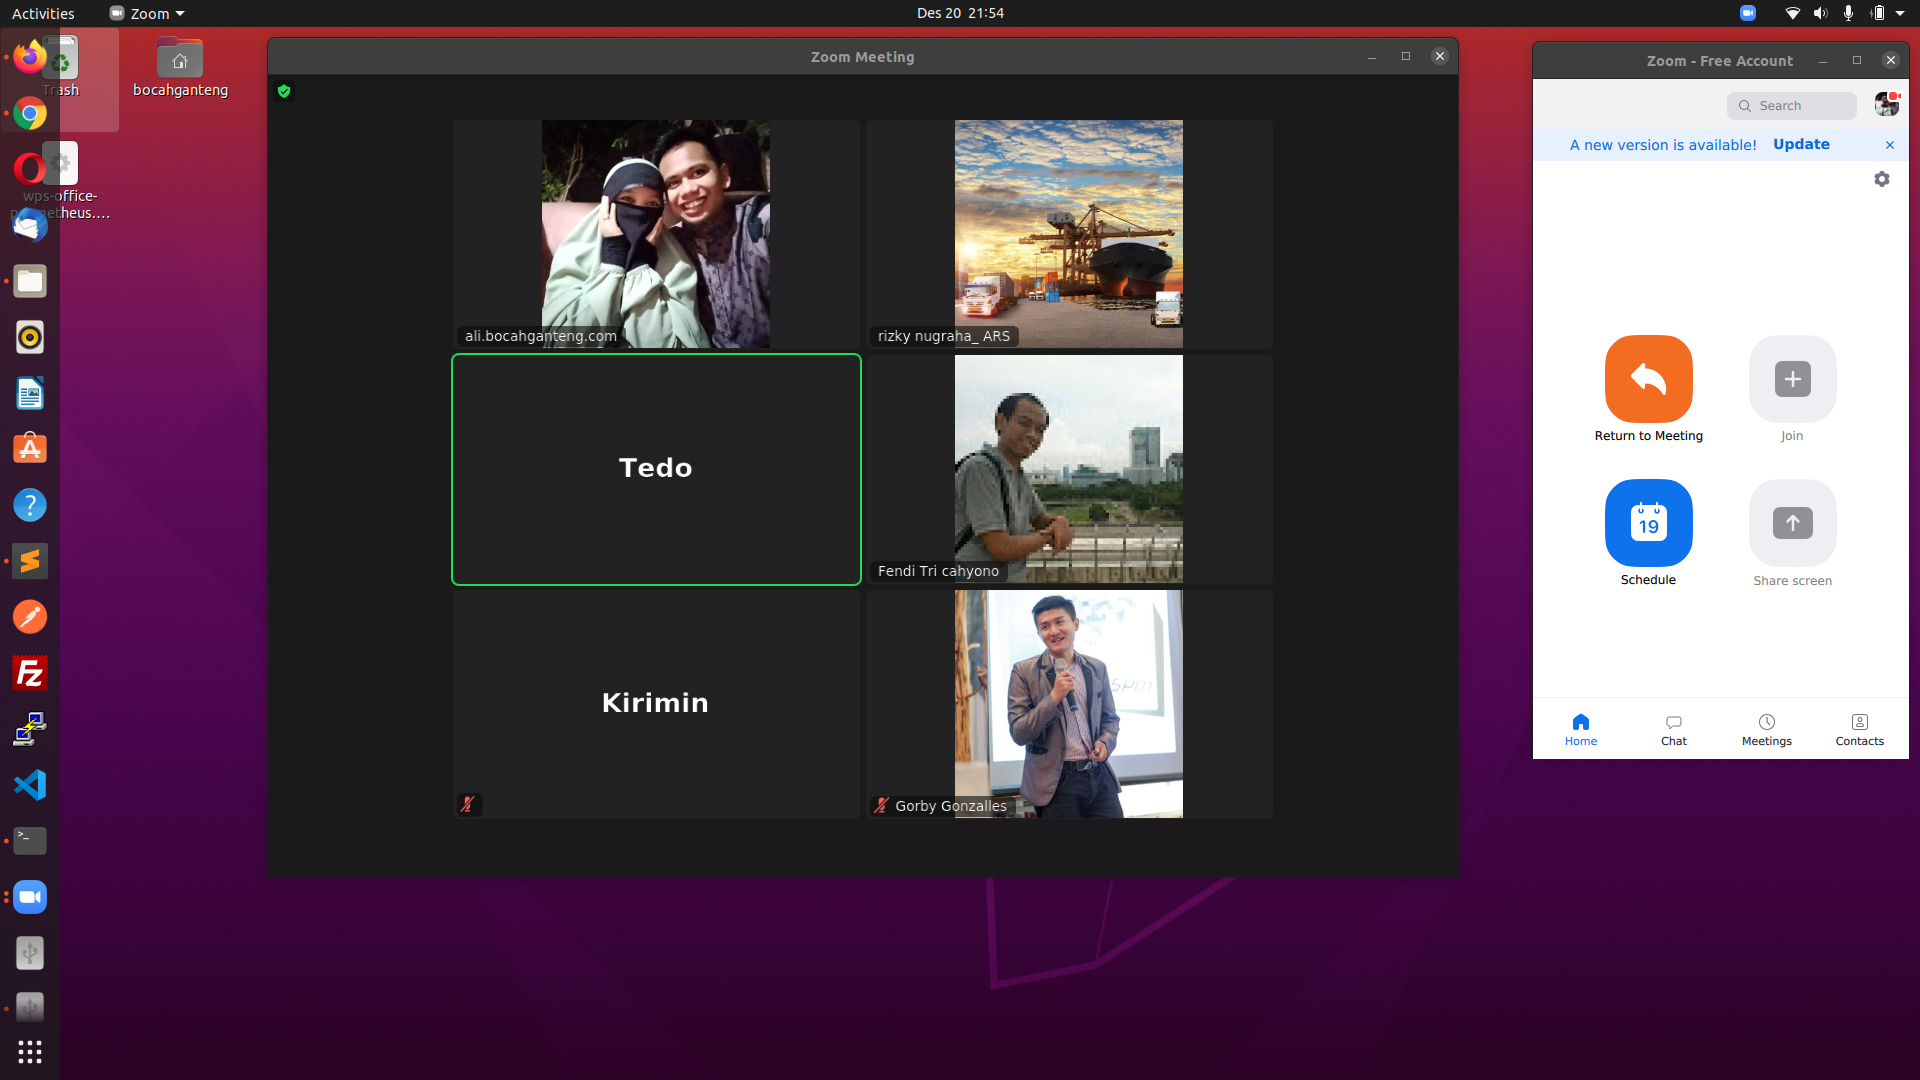 Activities
Zoom
Des 20 21:54
Trash
bocahganteng
wps-office-
theus....
Zoom Meeting
ali.bocahganteng.com
rizky nugraha_ ARS
Tedo
Fendi Tri cahyono
Kirimin
Gorby Gonzalles
Zoom - Free Account
Search
A new version is available! Update
Return to Meeting
Join
19
Schedule
Share screen
Home
Chat
Meetings
Contacts